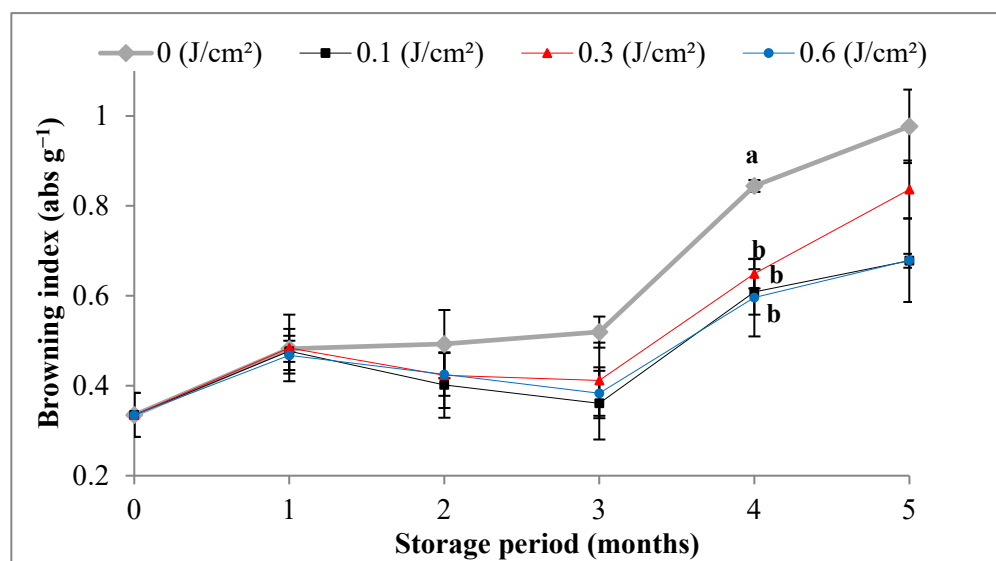 0 (J/cm²) 0.1 (J/cm²) 0.3 (J/cm²) 0.6 (J/cm²)
Browning index (abs g⁻¹)
1
0.8
0.6
0.4
0.2
a
b
b
b
0 1 2 3 4 5
Storage period (months)